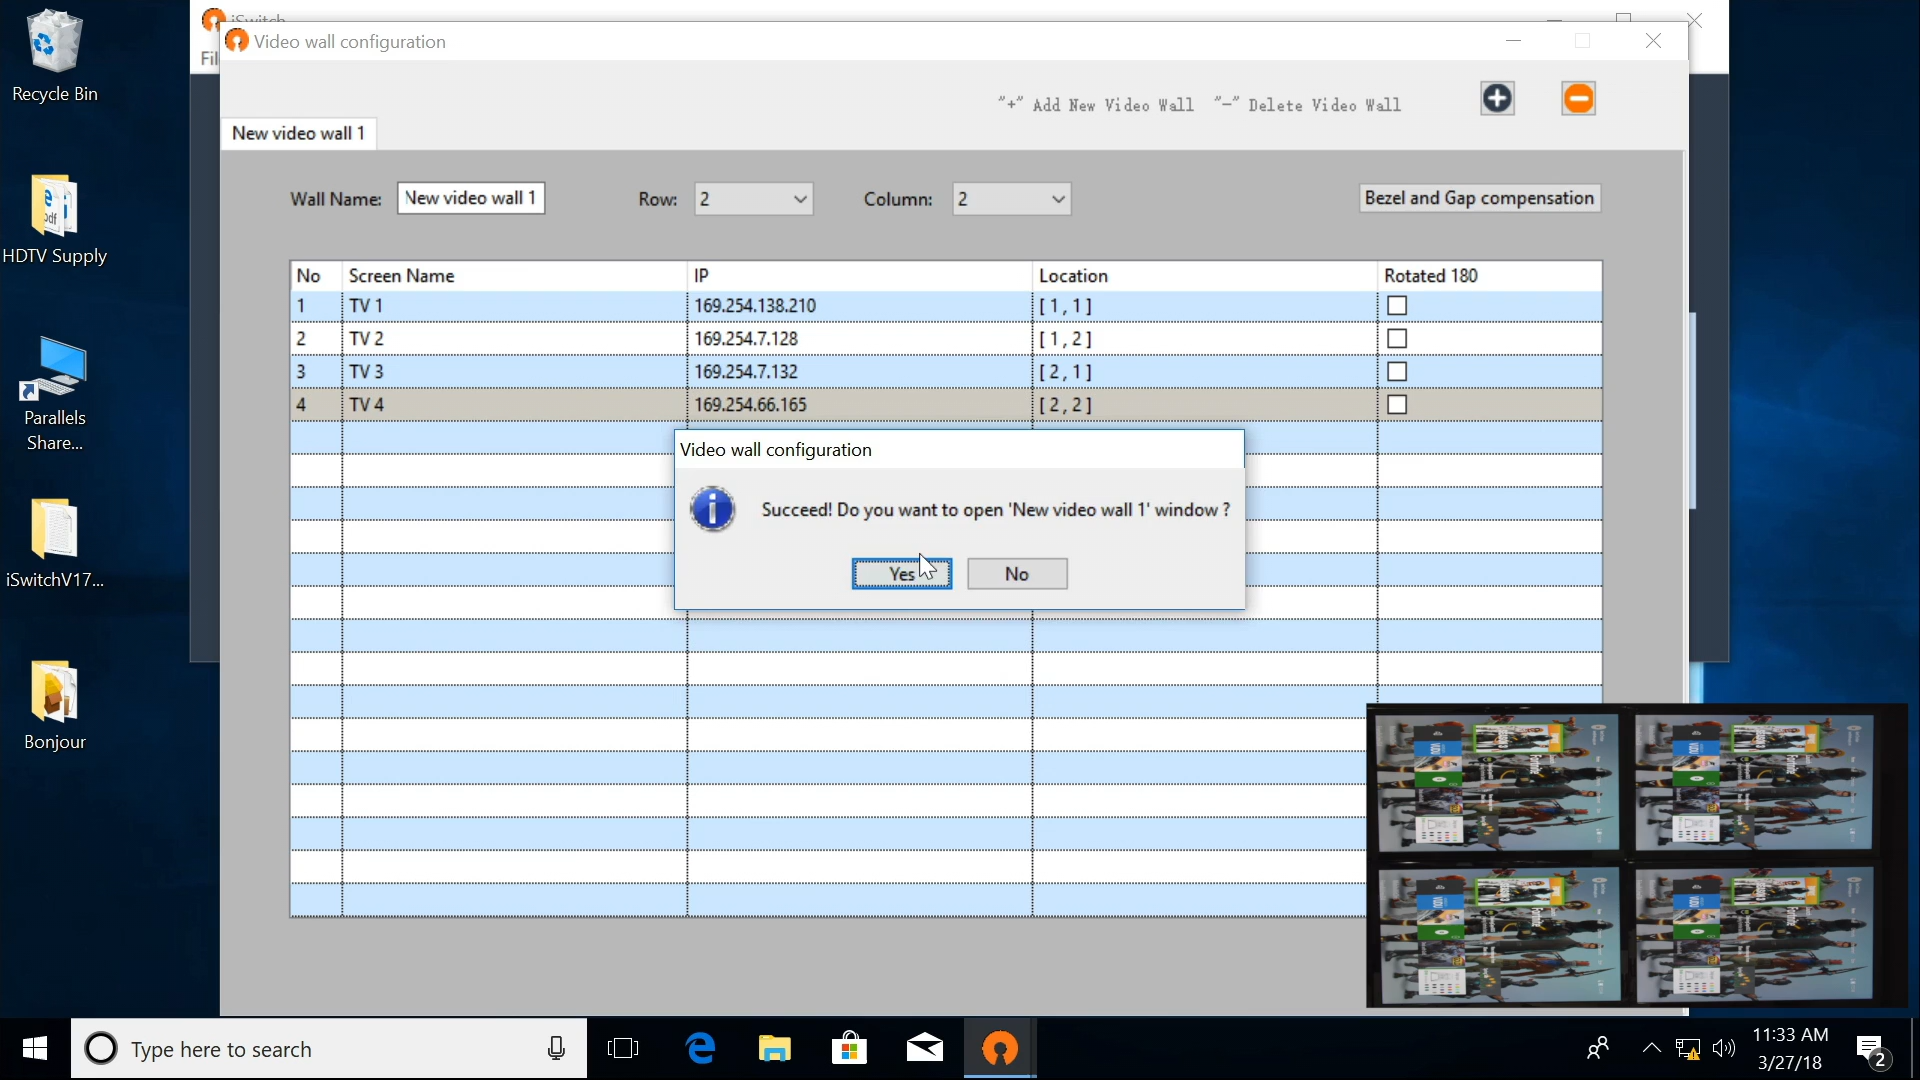 Recycle Bin
HDTV Supply
Parallels
Share...
iSwitchV17...
Bonjour
iSwitch
Fil
Video wall configuration
"+" Add New Video Wall "-" Delete Video Wall
New video wall 1
Wall Name: New video wall 1 Row: 2 Column: 2 Bezel and Gap compensation
No Screen Name IP Location Rotated 180
1 TV 1 169.254.138.210 [ 1 , 1 ]
2 TV 2 169.254.7.128 [ 1 , 2 ]
3 TV 3 169.254.7.132 [ 2 , 1 ]
4 TV 4 169.254.66.165 [ 2 , 2 ]
Video wall configuration
Succeed! Do you want to open 'New video wall 1' window ?
Yes No
Type here to search
11:33 AM
3/27/18
2